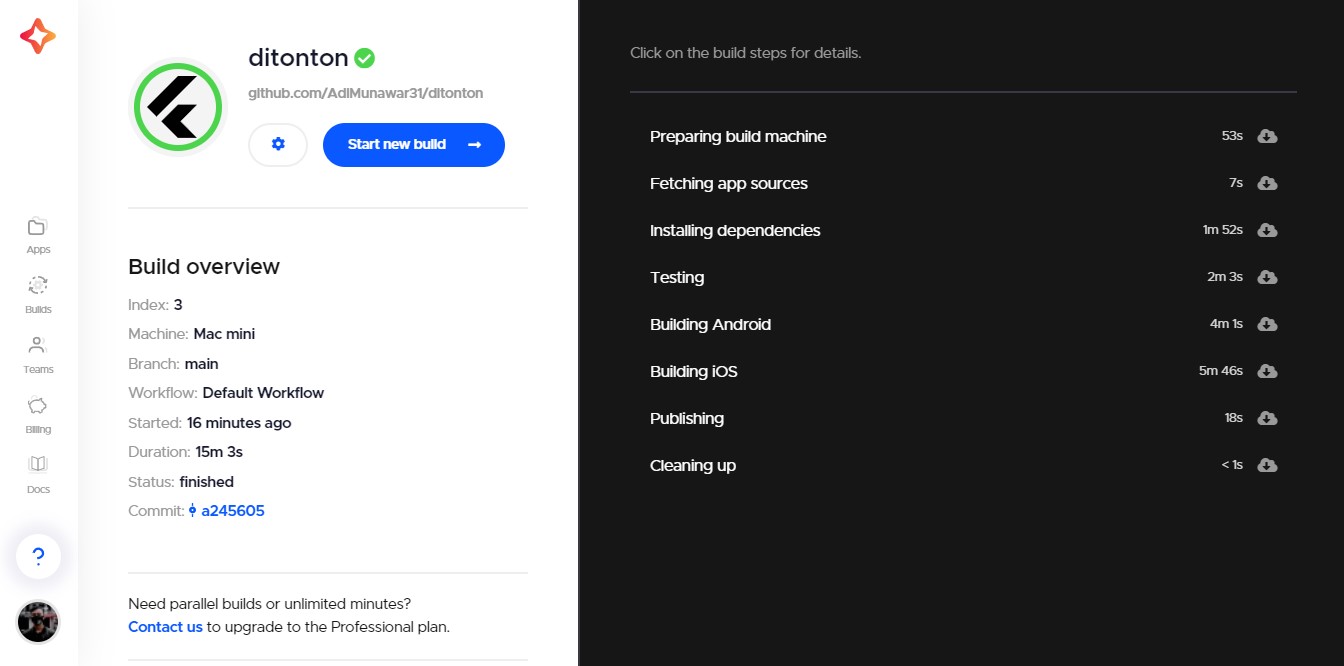 ditonton
github.com/AdiMunawar31/ditonton
Start new build
Apps
Builds
Teams
Billing
Docs
?
Build overview
Index: 3
Machine: Mac mini
Branch: main
Workflow: Default Workflow
Started: 16 minutes ago
Duration: 15m 3s
Status: finished
Commit: a245605
Need parallel builds or unlimited minutes?
Contact us to upgrade to the Professional plan.
Click on the build steps for details.
Preparing build machine 53s
Fetching app sources 7s
Installing dependencies 1m 52s
Testing 2m 3s
Building Android 4m 1s
Building iOS 5m 46s
Publishing 18s
Cleaning up < 1s